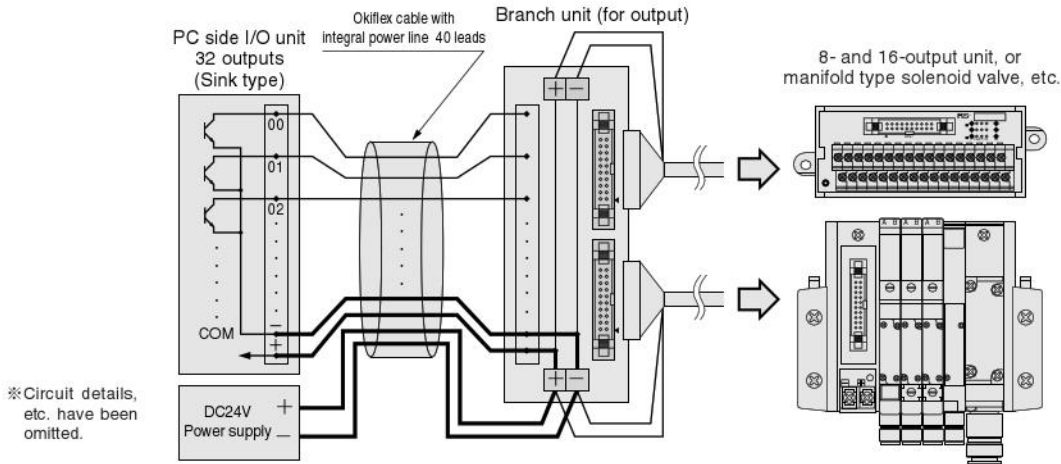 Okiflex cable with
integral power line 40 leads
Branch unit (for output)
PC side I/O unit
32 outputs
(Sink type)
8- and 16-output unit, or
manifold type solenoid valve, etc.
+ −
00
01
02
COM
−
+
+ −
DC24V
Power supply
+
−
※Circuit details,
etc. have been
omitted.
A B A B A B